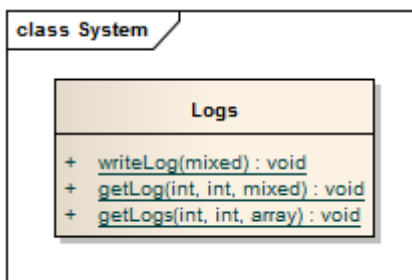 class System
Logs
+ writeLog(mixed) : void
+ getLog(int, int, mixed) : void
+ getLogs(int, int, array) : void